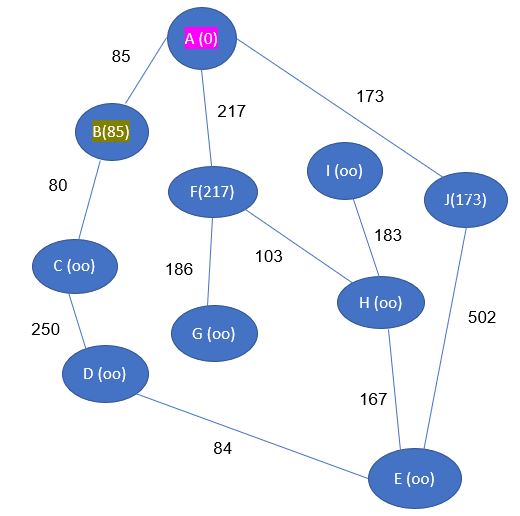 A (0)
85
173
217
B(85)
I (oo)
F(217)
J(173)
80
183
103
186
C (oo)
H (oo)
502
250
G (oo)
D (oo)
167
84
E (oo)